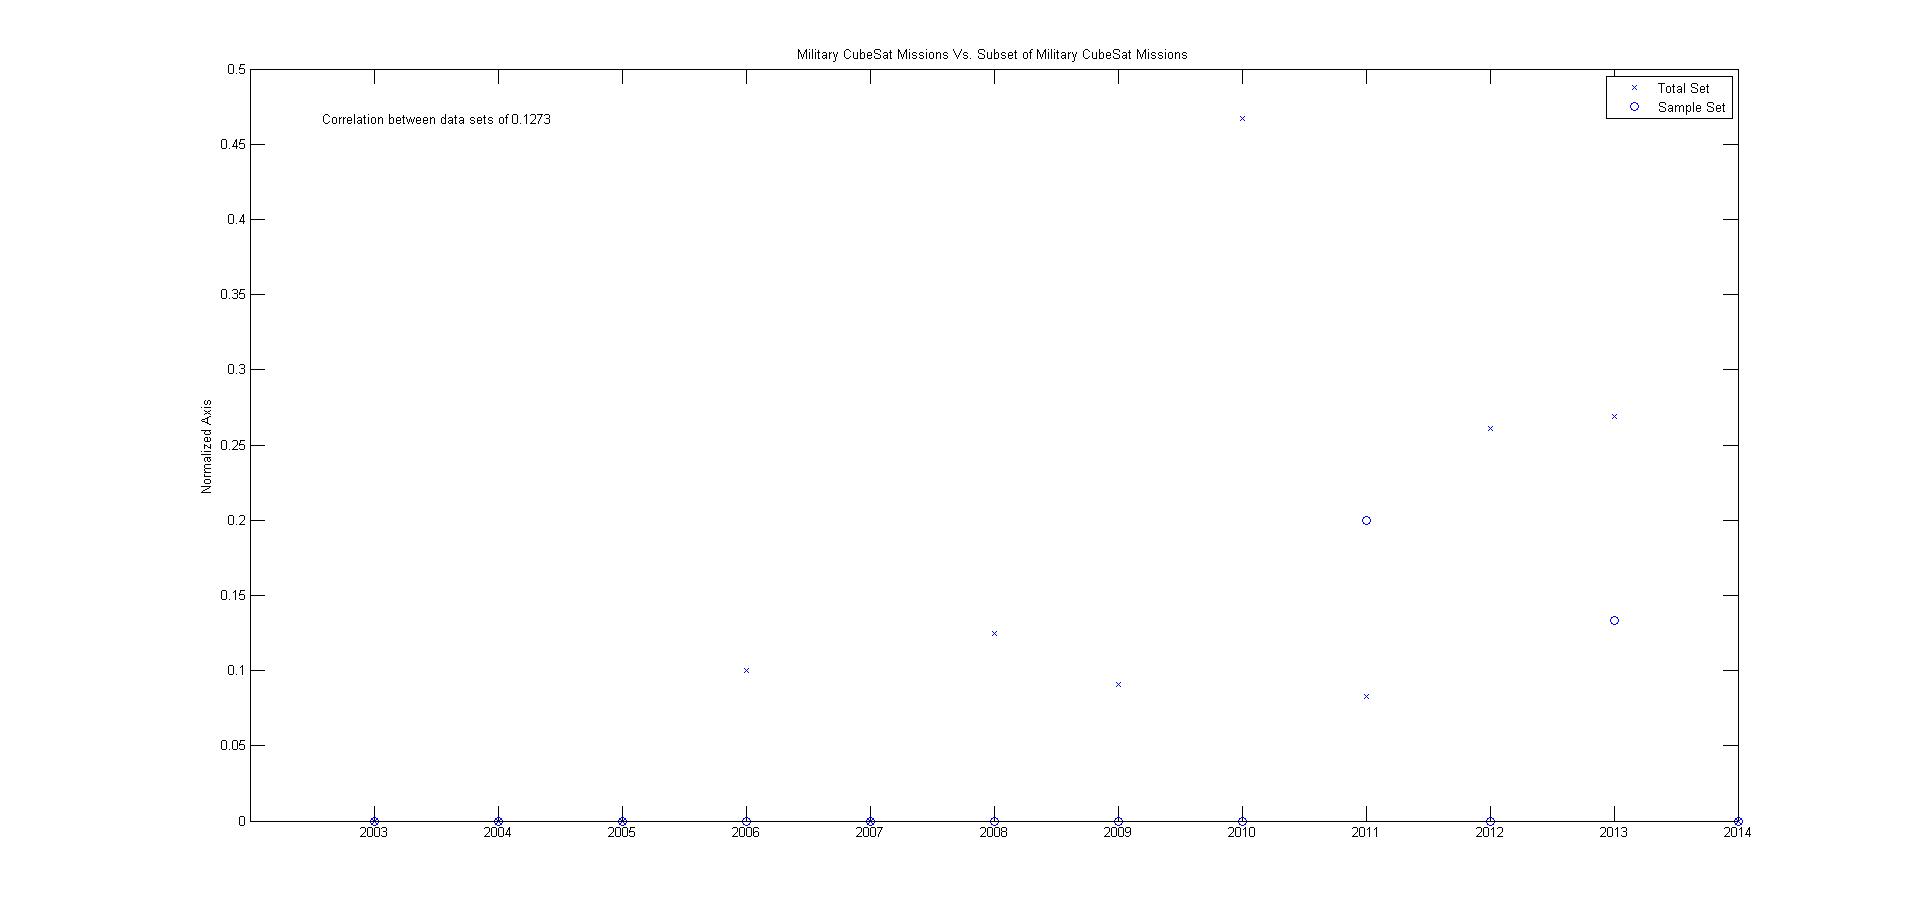 Military CubeSat Missions Vs. Subset of Military CubeSat Missions
Total Set
Sample Set
Correlation between data sets of 0.1273
0.5
0.45
0.4
0.35
0.3
0.25
0.2
0.15
0.1
0.05
0
Normalized Axis
2003 2004 2005 2006 2007 2008 2009 2010 2011 2012 2013 2014